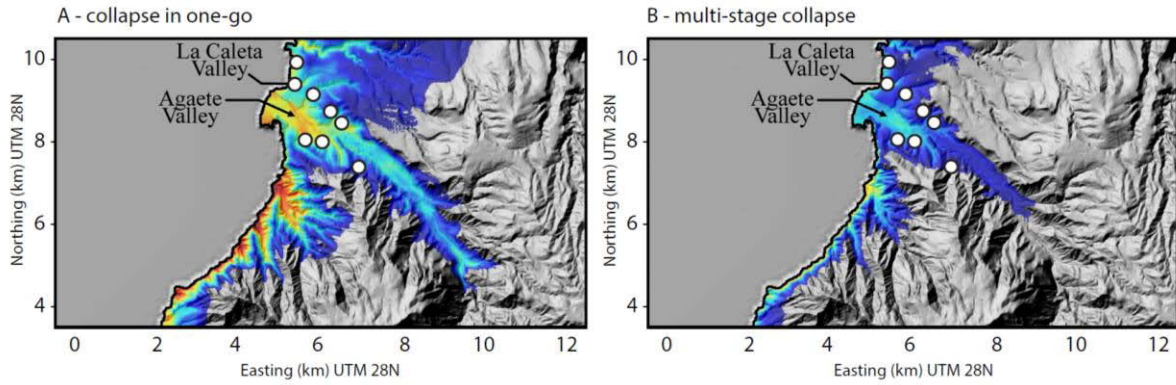 A - collapse in one-go
La Caleta
Valley
Agaete
Valley
10
8
6
4
Northing (km) UTM 28N
0 2 4 6 8 10 12
Easting (km) UTM 28N
B - multi-stage collapse
La Caleta
Valley
Agaete
Valley
10
8
6
4
Northing (km) UTM 28N
0 2 4 6 8 10 12
Easting (km) UTM 28N